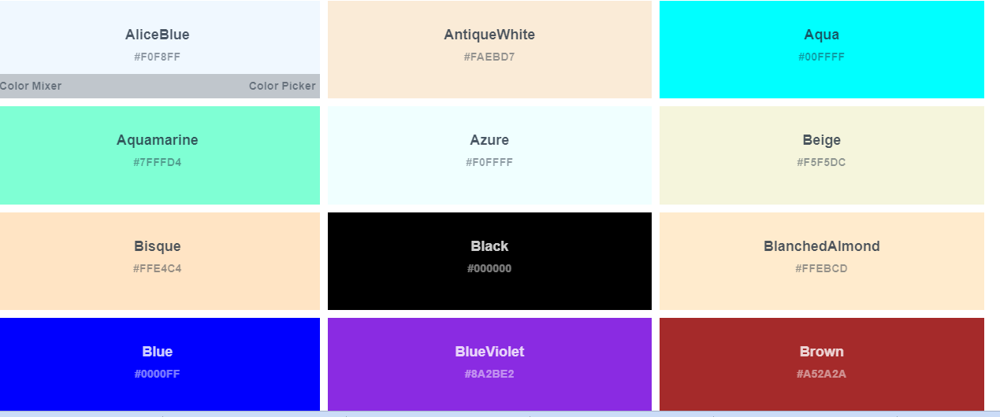 AliceBlue
#F0F8FF
Color Mixer Color Picker
AntiqueWhite
#FAEBD7
Aqua
#00FFFF
Aquamarine
#7FFFD4
Azure
#F0FFFF
Beige
#F5F5DC
Bisque
#FFE4C4
Black
#000000
BlanchedAlmond
#FFEBCD
Blue
#0000FF
BlueViolet
#8A2BE2
Brown
#A52A2A